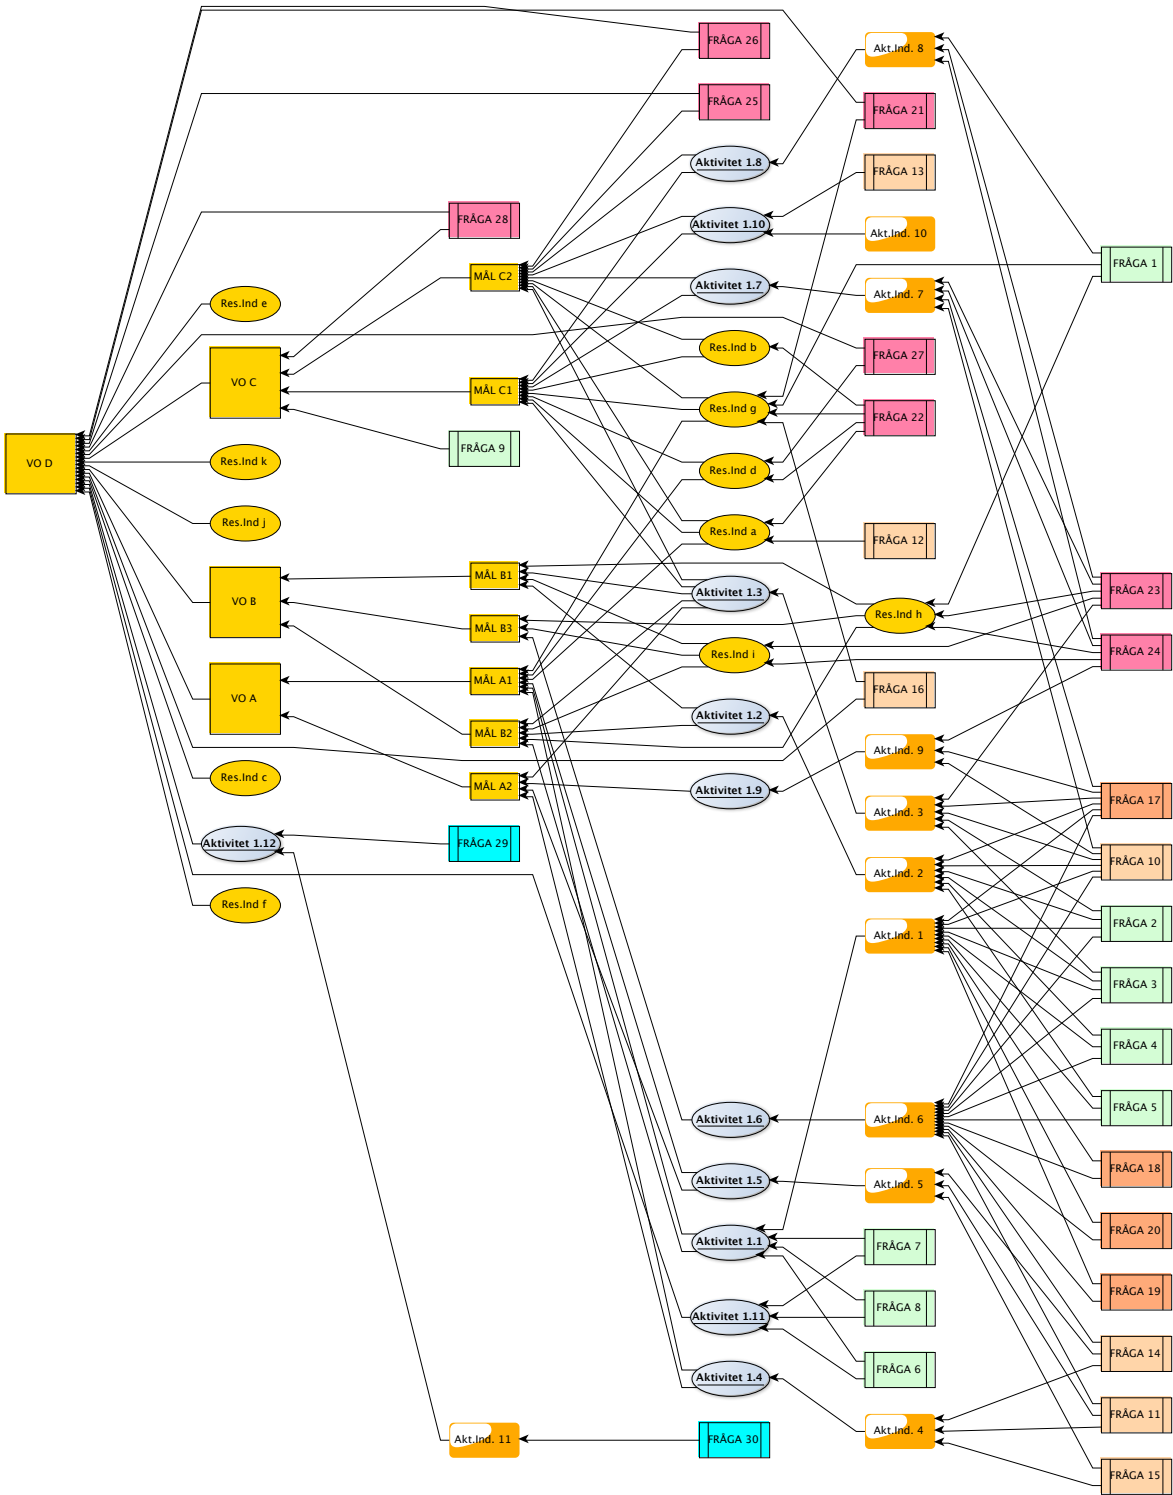 VO D
Res.Ind e
VO C
Res.Ind k
Res.Ind j
VO B
VO A
Res.Ind c
Aktivitet 1.12
Res.Ind f
FRÅGA 28
MÅL C2
MÅL C1
FRÅGA 9
MÅL B1
MÅL B3
MÅL A1
MÅL B2
MÅL A2
FRÅGA 29
Akt.Ind. 11
FRÅGA 26
FRÅGA 25
Aktivitet 1.8
Aktivitet 1.10
Aktivitet 1.7
Res.Ind b
Res.Ind g
Res.Ind d
Res.Ind a
Aktivitet 1.3
Res.Ind i
Aktivitet 1.2
Aktivitet 1.9
Aktivitet 1.6
Aktivitet 1.5
Aktivitet 1.1
Aktivitet 1.11
Aktivitet 1.4
FRÅGA 30
Akt.Ind. 8
FRÅGA 21
FRÅGA 13
Akt.Ind. 10
Akt.Ind. 7
FRÅGA 27
FRÅGA 22
FRÅGA 12
Res.Ind h
FRÅGA 16
Akt.Ind. 9
Akt.Ind. 3
Akt.Ind. 2
Akt.Ind. 1
Akt.Ind. 6
Akt.Ind. 5
FRÅGA 7
FRÅGA 8
FRÅGA 6
Akt.Ind. 4
FRÅGA 1
FRÅGA 23
FRÅGA 24
FRÅGA 17
FRÅGA 10
FRÅGA 2
FRÅGA 3
FRÅGA 4
FRÅGA 5
FRÅGA 18
FRÅGA 20
FRÅGA 19
FRÅGA 14
FRÅGA 11
FRÅGA 15